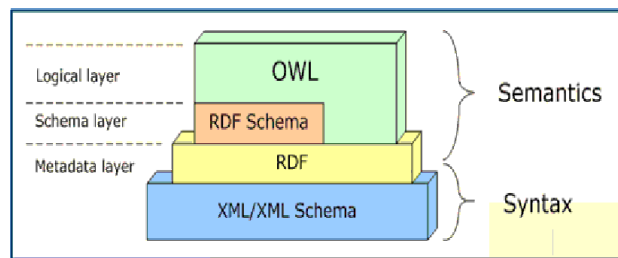 Logical layer
OWL
Semantics
Schema layer
RDF Schema
Metadata layer
RDF
XML/XML Schema
Syntax